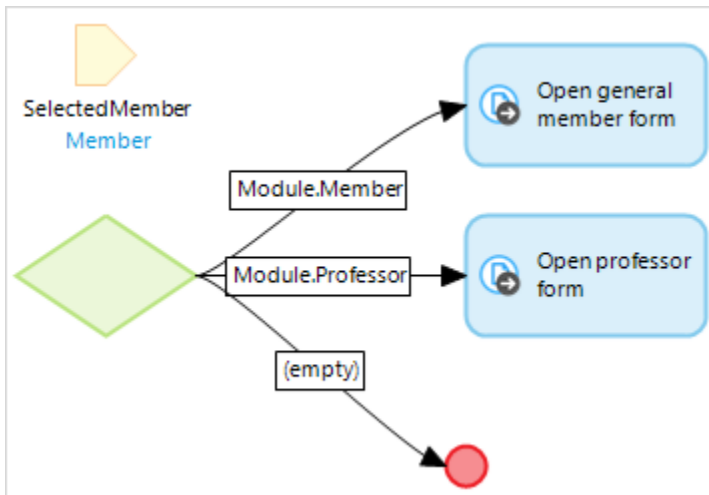 SelectedMember
Member
Open general
member form
Module.Member
Module.Professor
Open professor
form
(empty)